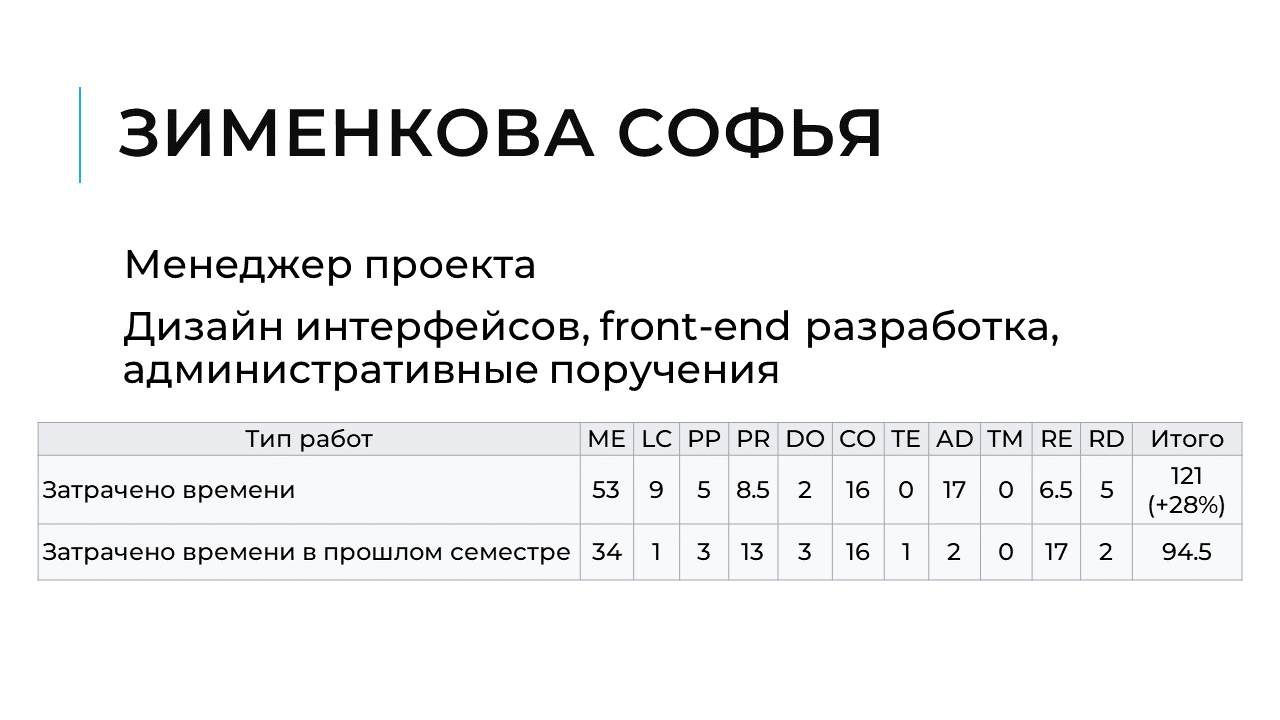 ЗИМЕНКОВА СОФЬЯ
Менеджер проекта
Дизайн интерфейсов, front-end разработка,
административные поручения
Тип работ ME LC PP PR DO CO TE AD TM RE RD Итого
Затрачено времени 53 9 5 8.5 2 16 0 17 0 6.5 5 121 (+28%)
Затрачено времени в прошлом семестре 34 1 3 13 3 16 1 2 0 17 2 94.5